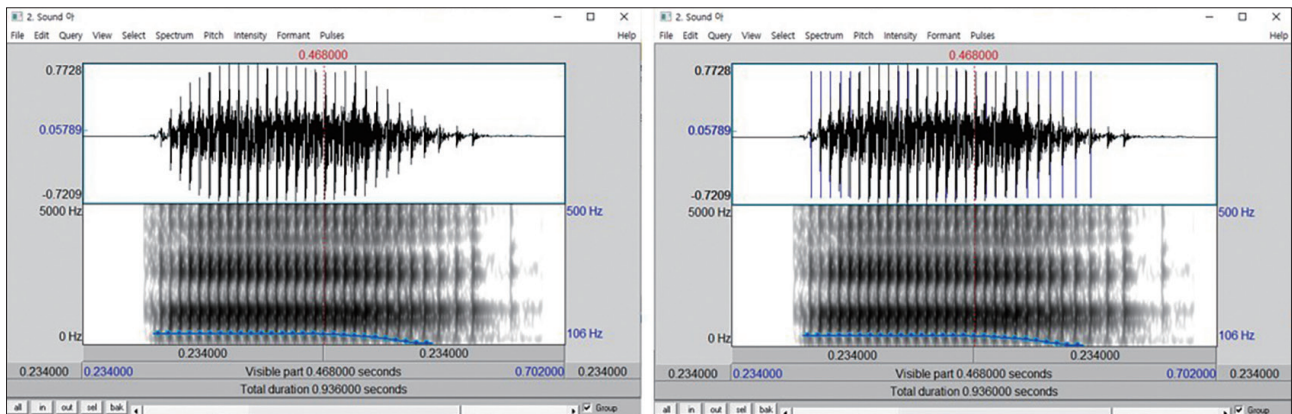 2. Sound 아
File Edit Query View Select Spectrum Pitch Intensity Formant Pulses Help
0.468000
0.7728
0.05789
-0.7209
5000 Hz
500 Hz
0 Hz
106 Hz
0.234000 0.234000
0.234000 0.234000 Visible part 0.468000 seconds 0.702000 0.234000
Total duration 0.936000 seconds
all in out sel bak Group
2. Sound 아
File Edit Query View Select Spectrum Pitch Intensity Formant Pulses Help
0.468000
0.7728
0.05789
-0.7209
5000 Hz
500 Hz
0 Hz
106 Hz
0.234000 0.234000
0.234000 0.234000 Visible part 0.468000 seconds 0.702000 0.234000
Total duration 0.936000 seconds
all in out sel bak Group